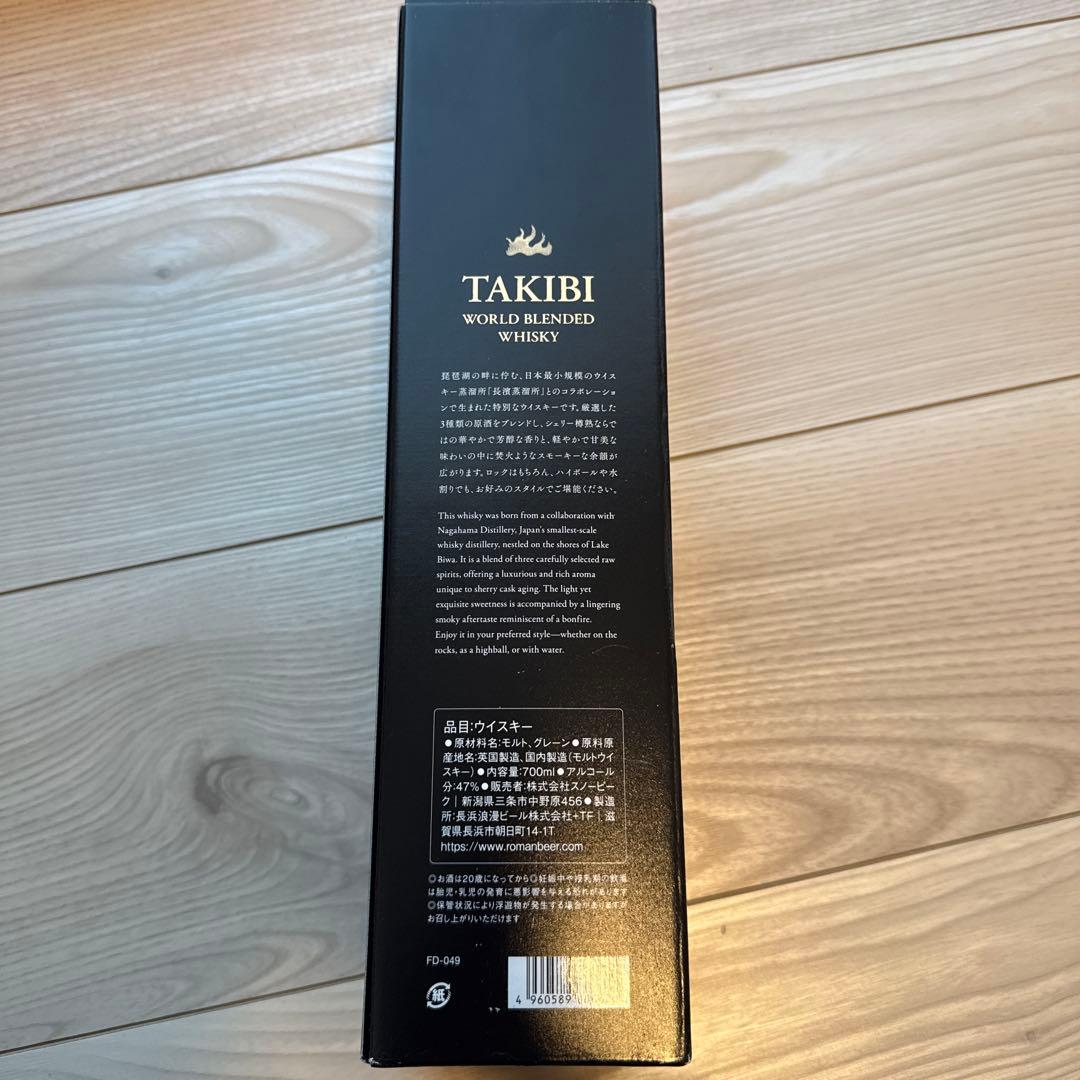 TAKIBI
WORLD BLENDED
WHISKY
琵琶湖の畔に佇む、日本最小規模のウイス
キー蒸溜所「長濱蒸溜所」とのコラボレーショ
ンで生まれた特別なウイスキーです。厳選した
3種類の原酒をブレンドし、シェリー樽熟ならで
はの華やかで芳醇な香りと、軽やかで甘美な
味わいの中に焚火のようなスモーキーな余韻が
広がります。ロックはもちろん、ハイボールや水
割りでも、お好みのスタイルでご堪能ください。
This whisky was born from a collaboration with
Nagahama Distillery, Japan's smallest-scale
whisky distillery, nestled on the shores of Lake
Biwa. It is a blend of three carefully selected raw
spirits, offering a luxurious and rich aroma
unique to sherry cask aging. The light yet
exquisite sweetness is accompanied by a lingering
smoky aftertaste reminiscent of a bonfire.
Enjoy it in your preferred style—whether on the
rocks, as a highball, or with water.
品目:ウイスキー
●原材料名:モルト、グレーン●原料原
産地名:英国製造、国内製造(モルトウイ
スキー)●内容量:700ml●アルコール
分:47%●販売者:株式会社スノーピー
ク|新潟県三条市中野原456●製造
所:長浜浪漫ビール株式会社+TF|滋
賀県長浜市朝日町14-1T
https://www.romanbeer.com
◎お酒は20歳になってから◎妊娠中や授乳期の飲酒
は胎児・乳児の発育に悪影響を与える恐れがあります
◎保管状況により浮遊物が発生する場合がありますが
お召し上がりいただけます
FD-049
紙
4 960589